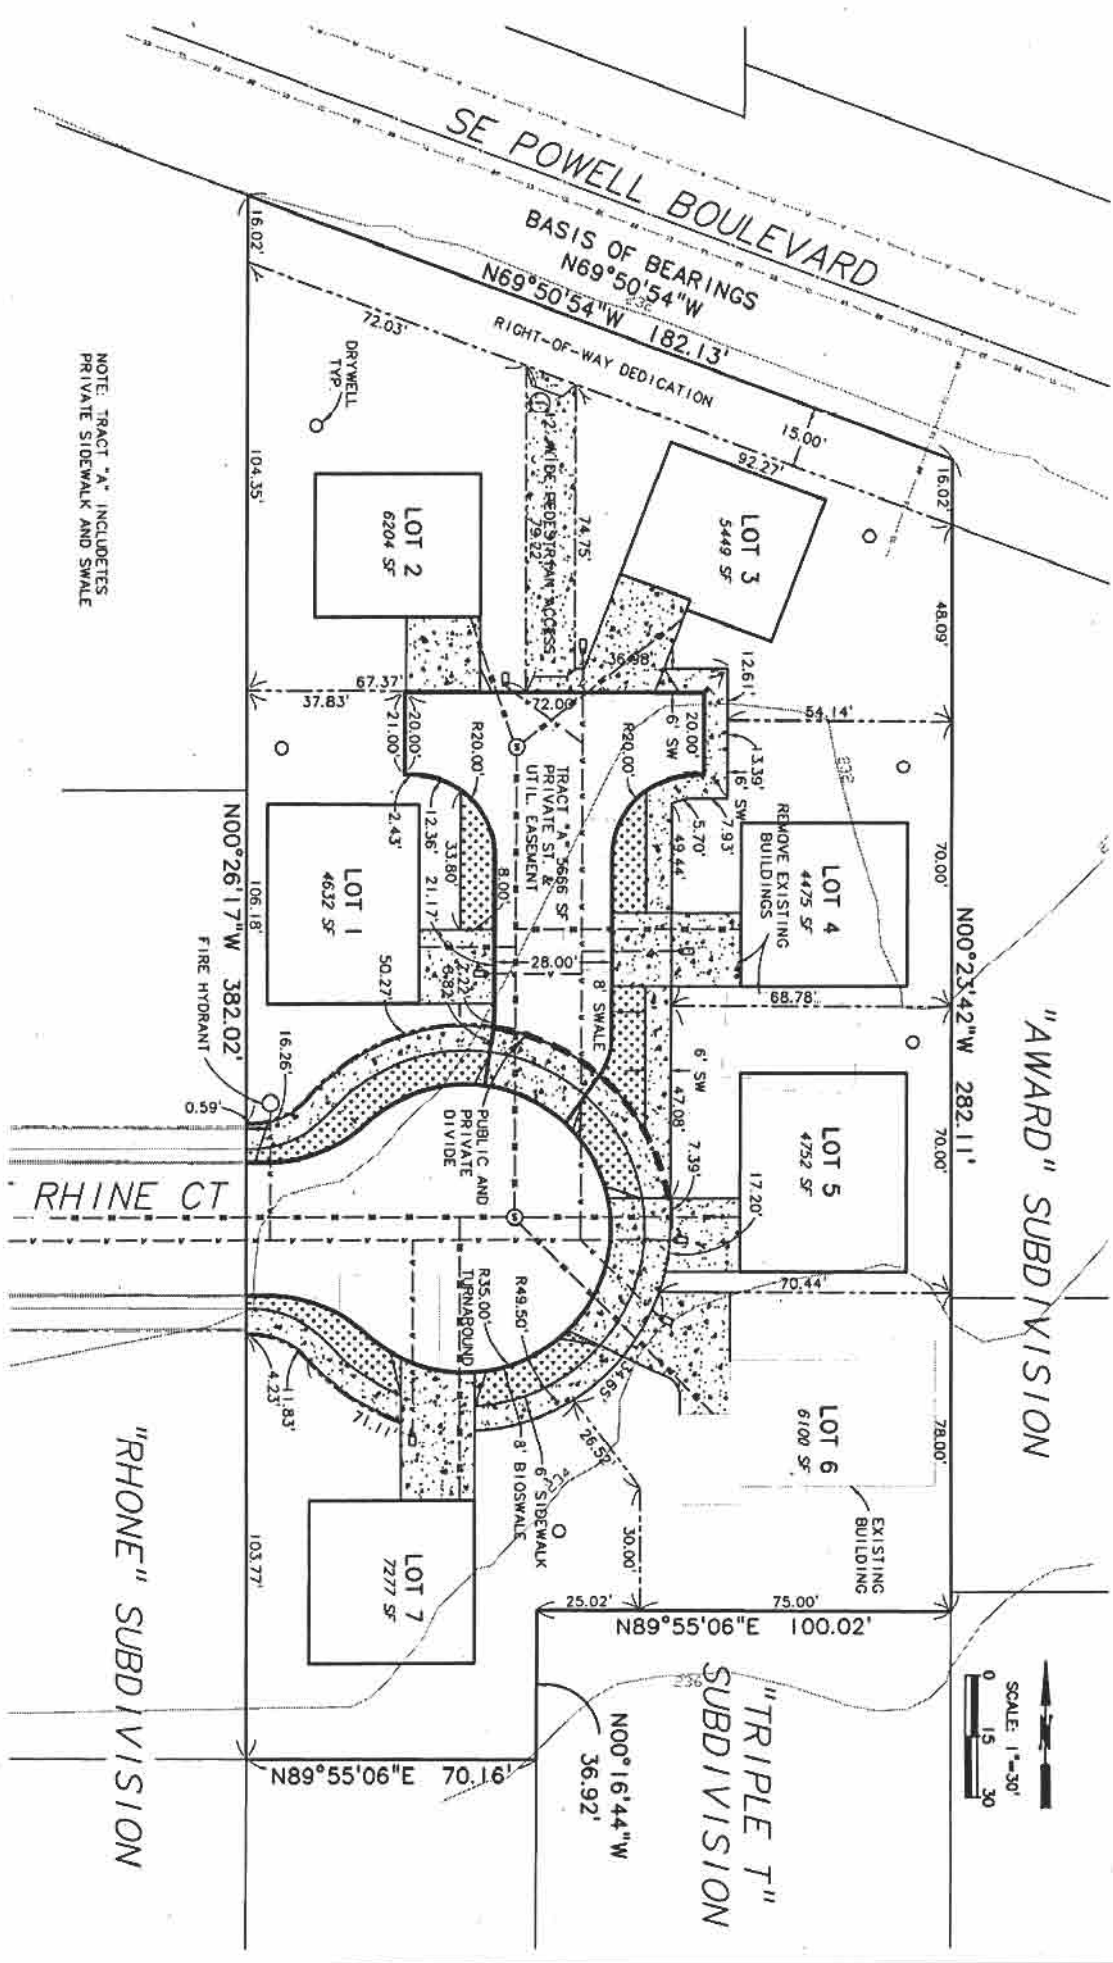 SE POWELL BOULEVARD
BASIS OF BEARINGS
N69°50'54"W
N69°50'54"W 182.13'
RIGHT-OF-WAY DEDICATION
16.02'
72.03'
15.00'
92.27'
16.02'
DRYWELL
TYP.
104.35'
NOTE: TRACT "A" INCLUDETES
PRIVATE SIDEWALK AND SWALE
LOT 2
6204 SF
12' WIDE PEDESTRIAN ACCESS
79.22'
74.75'
LOT 3
5449 SF
48.09'
36.98'
12.61'
67.37'
37.83'
72.00'
54.14'
21.00'
20.00'
R20.00'
R20.00'
6' SW
20.00'
13.39'
6' SW
7.93'
5.70'
49.44'
2.43'
12.36'
33.80'
21.17'
8.00'
TRACT "A" 5666 SF
PRIVATE ST. &
UTIL. EASEMENT
REMOVE EXISTING
BUILDINGS
232
LOT 4
4475 SF
70.00'
N00°23'42"W 282.11'
"AWARD" SUBDIVISION
LOT 1
4632 SF
106.18'
N00°26'17"W 382.02'
FIRE HYDRANT
50.27'
16.26'
0.59'
2.22'
6.82'
28.00'
8' SWALE
68.78'
6' SW
47.08'
7.39'
17.20'
LOT 5
4752 SF
70.00'
PUBLIC AND
PRIVATE
DIVIDE
RHINE CT
70.44'
R49.50'
R35.00'
TURNAROUND
4.23'
11.83'
71.11'
34.65'
26.52'
6' SIDEWALK
8' BIOSWALE
234
30.00'
LOT 6
6100 SF
78.00'
EXISTING
BUILDING
LOT 7
7277 SF
103.77'
25.02'
75.00'
N89°55'06"E 100.02'
"RHONE" SUBDIVISION
N89°55'06"E 70.16'
N00°16'44"W
36.92'
236
"TRIPLE T"
SUBDIVISION
SCALE: 1"=30'
0 15 30